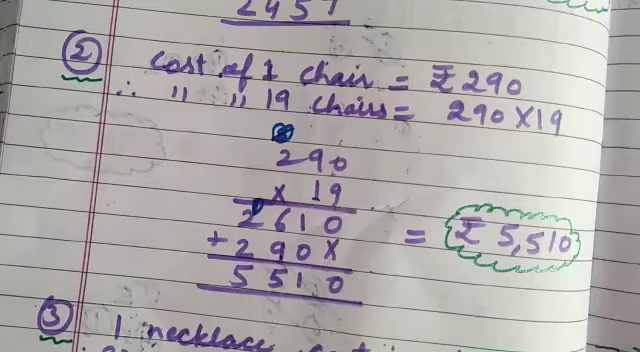 2457
② Cost of 1 chair = ₹ 290
∴ " " 19 chairs = 290 × 19
290
× 19
2610
+ 290×
5510
= ₹ 5,510
③ 1 necklace